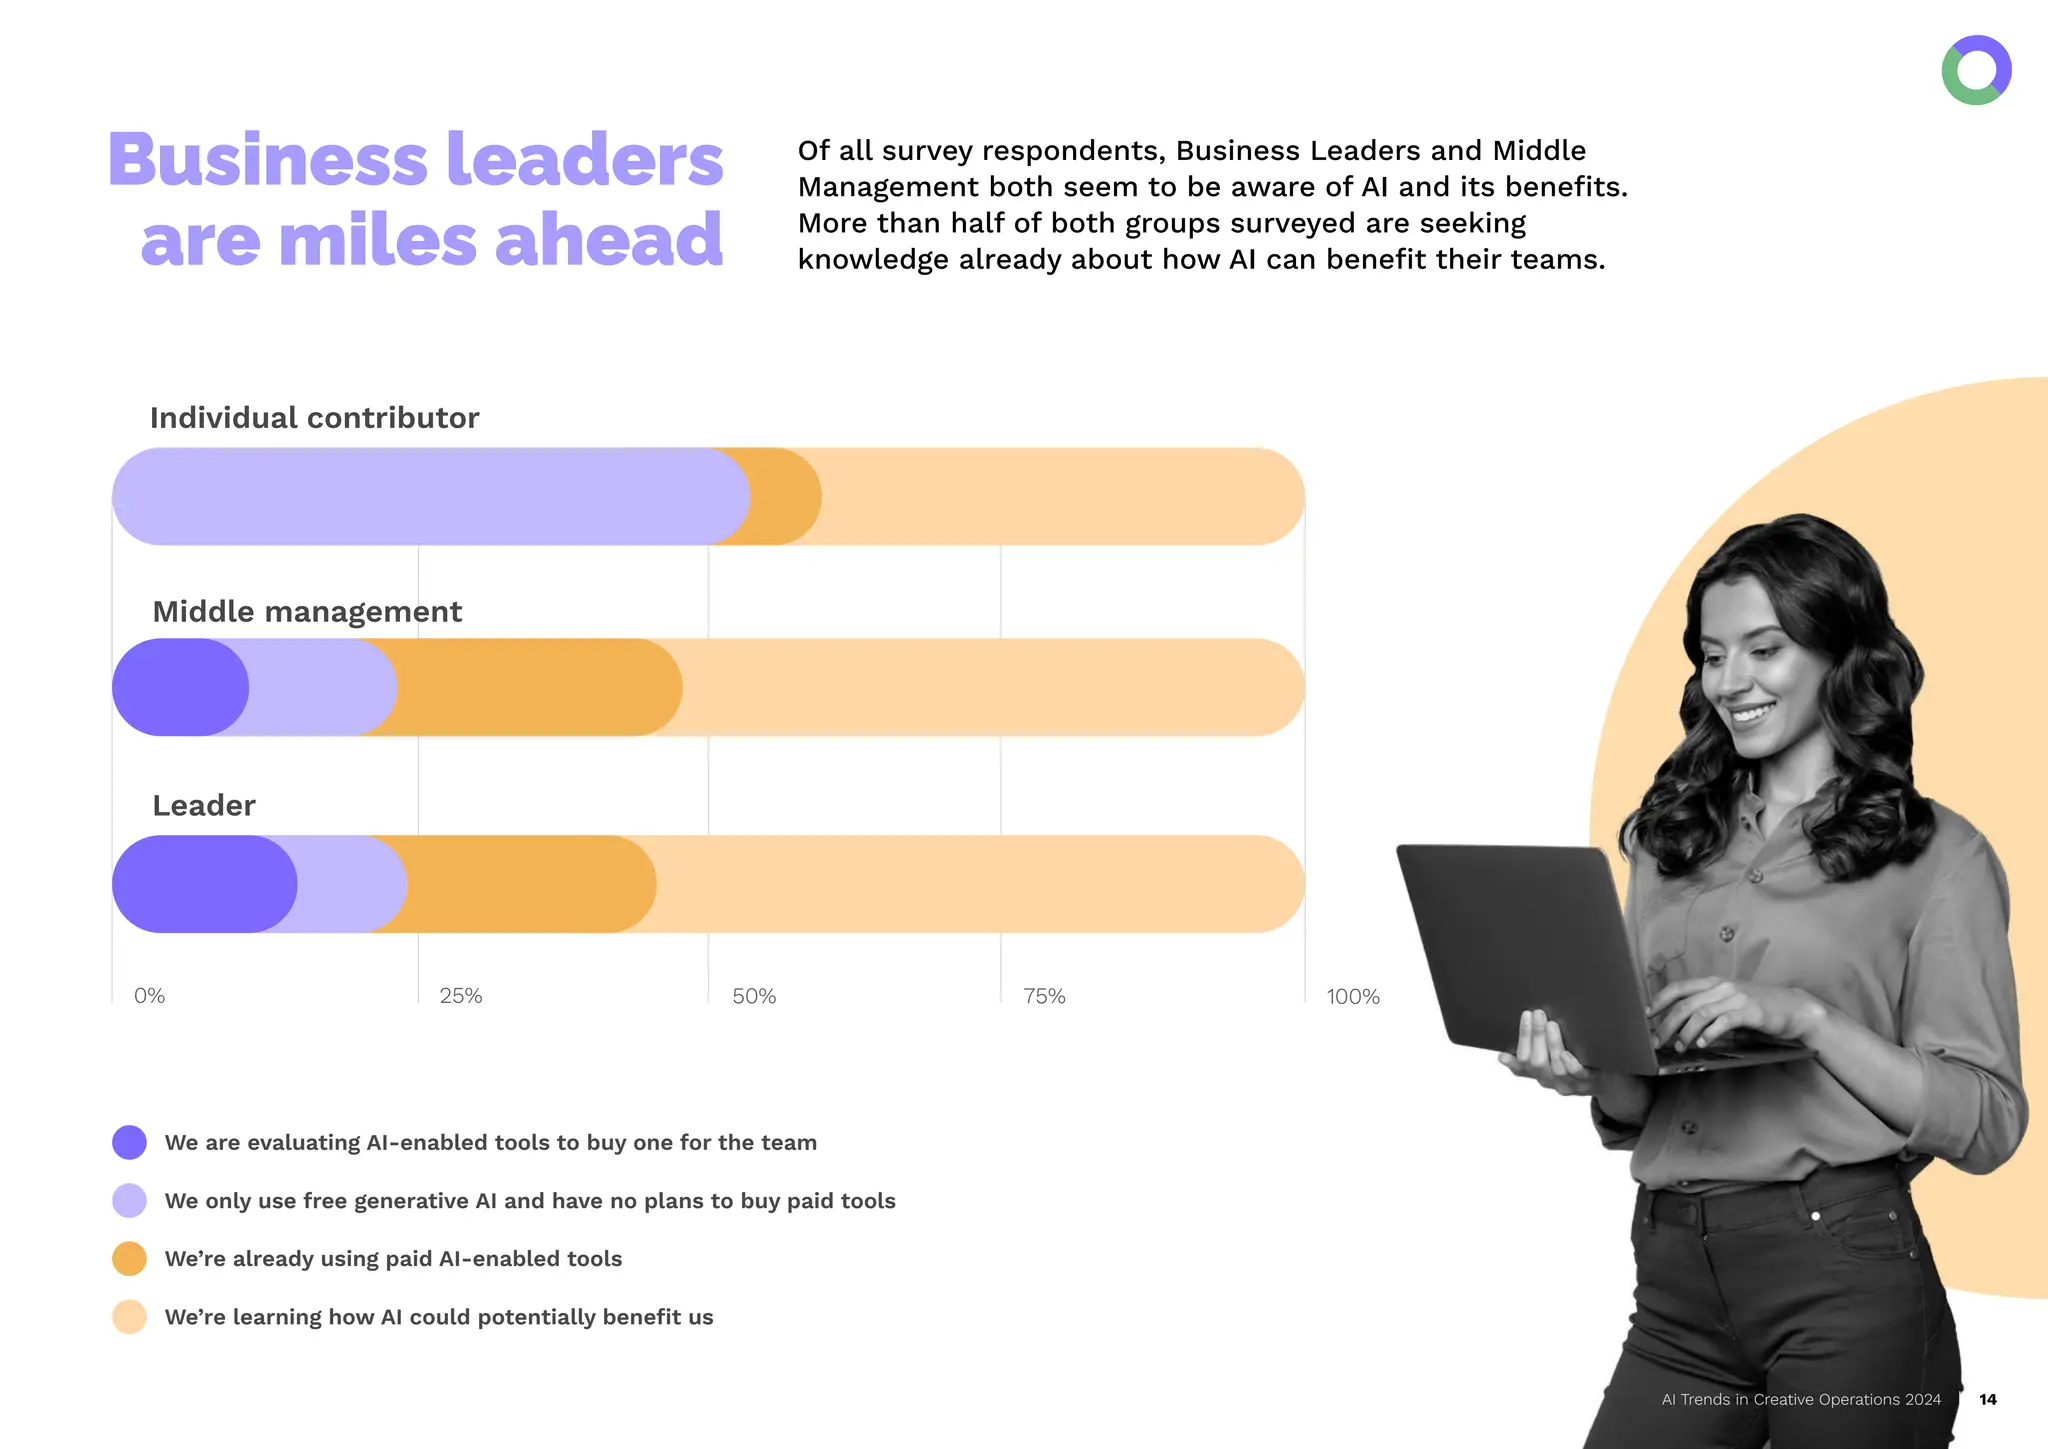 Business leaders
are miles ahead
Of all survey respondents, Business Leaders and Middle
Management both seem to be aware of AI and its benefits.
More than half of both groups surveyed are seeking
knowledge already about how AI can benefit their teams.
Individual contributor
Middle management
Leader
0%
25%
50%
75%
100%
We are evaluating AI-enabled tools to buy one for the team
We only use free generative AI and have no plans to buy paid tools
We’re already using paid AI-enabled tools
We’re learning how AI could potentially benefit us
AI Trends in Creative Operations 2024
14